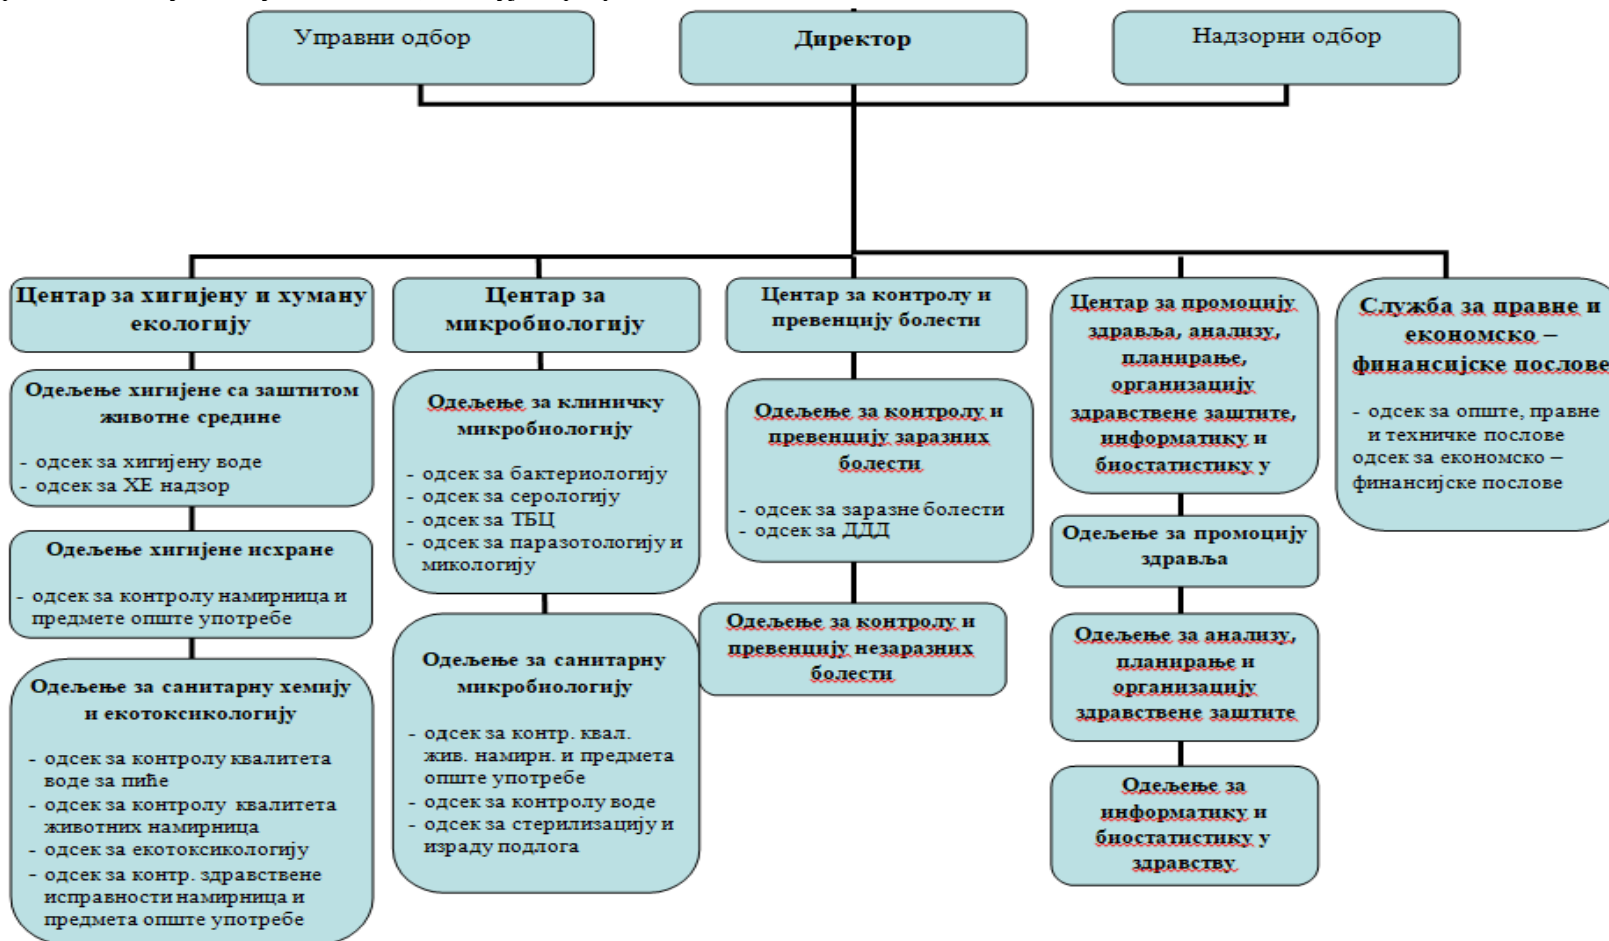 Управни одбор
Директор
Надзорни одбор
Центар за хигијену и хуману
екологију
Одељење хигијене са заштитом
животне средине
- одсек за хигијену воде
- одсек за ХЕ надзор
Одељење хигијене исхране
- одсек за контролу намирница и
предмете опште употребе
Одељење за санитарну хемију
и екотоксикологију
- одсек за контролу квалитета
воде за пиће
- одсек за контролу квалитета
животних намирница
- одсек за екотоксикологију
- одсек за контр. здравствене
исправности намирница и
предмета опште употребе
Центар за
микробиологију
Одељење за клиничку
микробиологију
- одсек за бактериологију
- одсек за серологију
- одсек за ТБЦ
- одсек за паразотологију и
микологију
Одељење за санитарну
микробиологију
- одсек за контр. квал.
жив. намирн. и предмета
опште употребе
- одсек за контролу воде
- одсек за стерилизацију и
израду подлога
Центар за контролу и
превенцију болести
Одељење за контролу и
превенцију заразних
болести
- одсек за заразне болести
- одсек за ДДД
Одељење за контролу и
превенцију незаразних
болести
Центар за промоцију
здравља, анализу,
планирање,
организацију
здравствене заштите,
информатику и
биостатистику у
Одељење за промоцију
здравља
Одељење за анализу,
планирање и
организацију
здравствене заштите
Одељење за
информатику и
биостатистику у
здравству
Служба за правне и
економско –
финансијске послове
- одсек за опште, правне
и техничке послове
одсек за економско –
финансијске послове